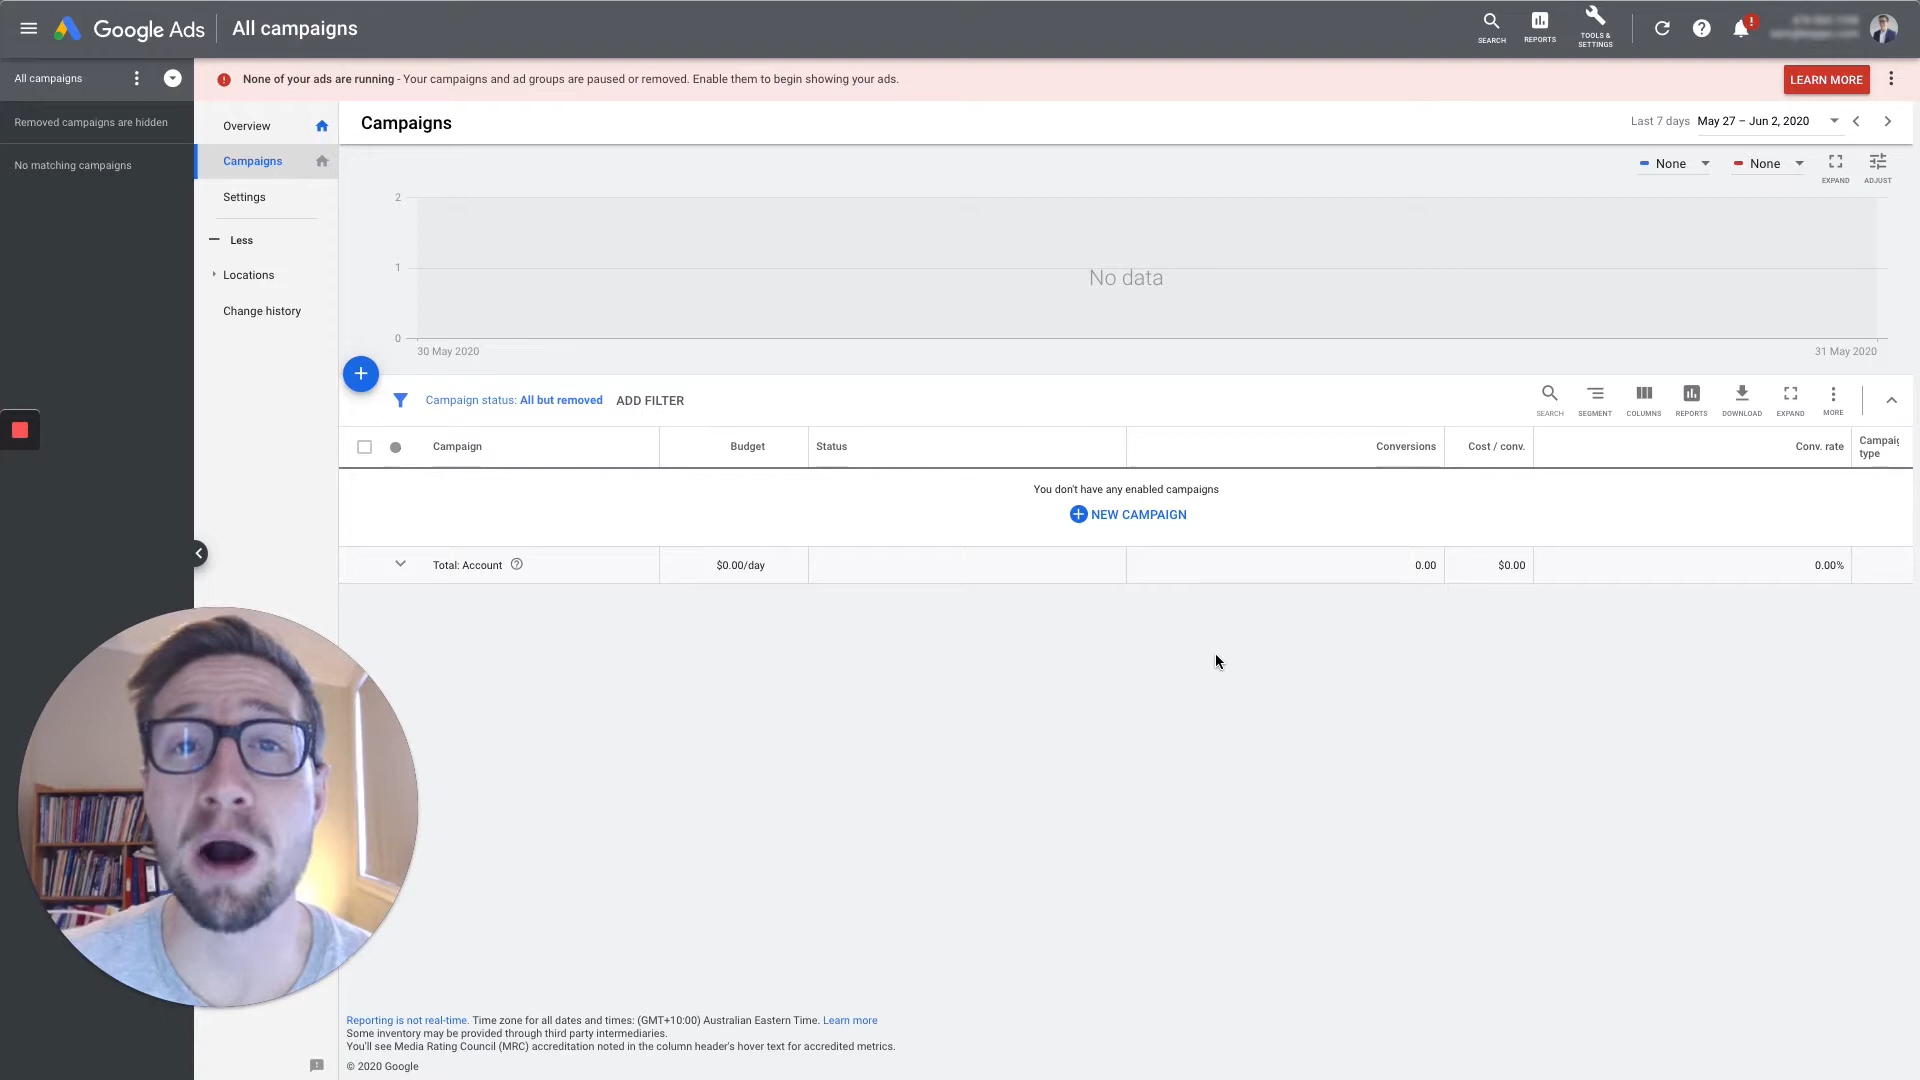 Google Ads
All campaigns
SEARCH
REPORTS
TOOLS &
SETTINGS
!
All campaigns
None of your ads are running - Your campaigns and ad groups are paused or removed. Enable them to begin showing your ads.
LEARN MORE
Removed campaigns are hidden
No matching campaigns
Overview
Campaigns
Settings
Less
Locations
Change history
Campaigns
Last 7 days
May 27 – Jun 2, 2020
None
None
EXPAND
ADJUST
2
1
0
No data
30 May 2020
31 May 2020
Campaign status: All but removed
ADD FILTER
SEARCH
SEGMENT
COLUMNS
REPORTS
DOWNLOAD
EXPAND
MORE
Campaign
Budget
Status
Conversions
Cost / conv.
Conv. rate
Campaig
type
You don't have any enabled campaigns
NEW CAMPAIGN
Total: Account
$0.00/day
0.00
$0.00
0.00%
Reporting is not real-time. Time zone for all dates and times: (GMT+10:00) Australian Eastern Time. Learn more
Some inventory may be provided through third party intermediaries.
You'll see Media Rating Council (MRC) accreditation noted in the column header's hover text for accredited metrics.
© 2020 Google